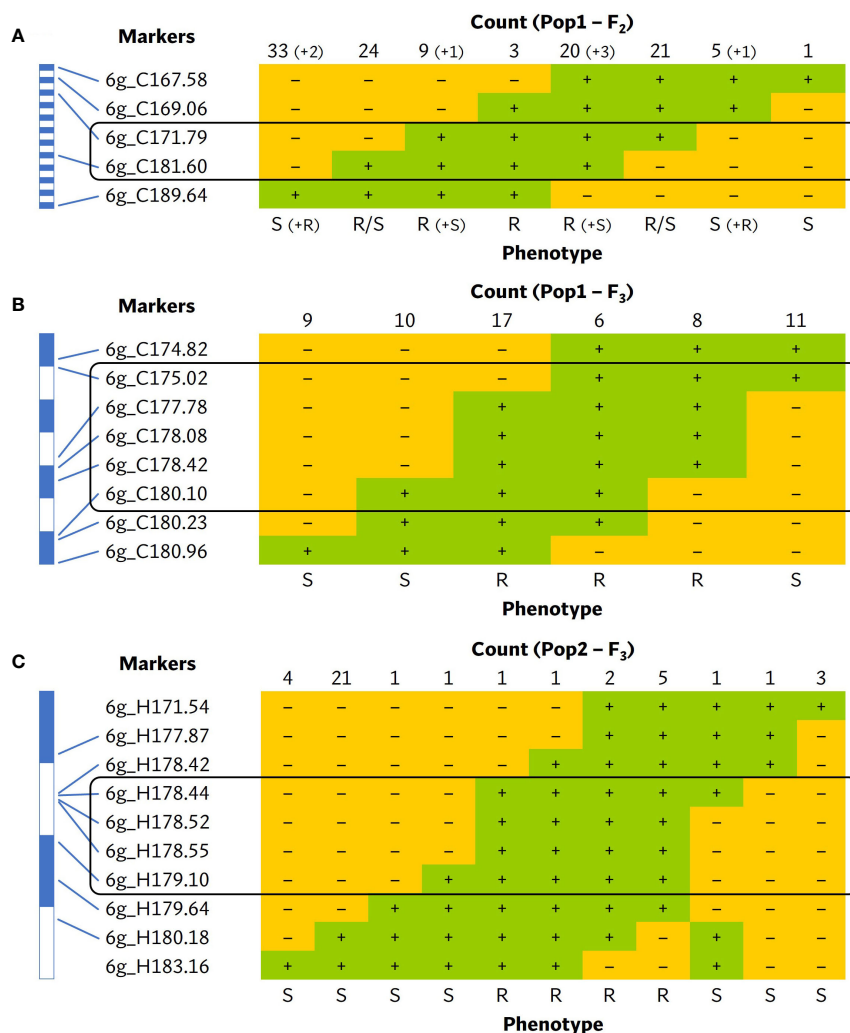 A
Markers
Count (Pop1 – F2)
33 (+2) 24 9 (+1) 3 20 (+3) 21 5 (+1) 1
6g_C167.58 – – – – + + + +
6g_C169.06 – – – + + + + –
6g_C171.79 – – + + + + – –
6g_C181.60 – + + + + – – –
6g_C189.64 + + + + – – – –
S (+R) R/S R (+S) R R (+S) R/S S (+R) S
Phenotype
B
Markers
Count (Pop1 – F3)
9 10 17 6 8 11
6g_C174.82 – – – + + +
6g_C175.02 – – – + + +
6g_C177.78 – – + + + –
6g_C178.08 – – + + + –
6g_C178.42 – – + + + –
6g_C180.10 – + + + – –
6g_C180.23 – + + + – –
6g_C180.96 + + + – – –
S S R R R S
Phenotype
C
Markers
Count (Pop2 – F3)
4 21 1 1 1 1 2 5 1 1 3
6g_H171.54 – – – – – – + + + + +
6g_H177.87 – – – – – – + + + + –
6g_H178.42 – – – – – + + + + + –
6g_H178.44 – – – – + + + + + – –
6g_H178.52 – – – – + + + + – – –
6g_H178.55 – – – – + + + + – – –
6g_H179.10 – – – + + + + + – – –
6g_H179.64 – – + + + + + + – – –
6g_H180.18 – + + + + + + – + – –
6g_H183.16 + + + + + + – – + – –
S S S S R R R R S S S
Phenotype